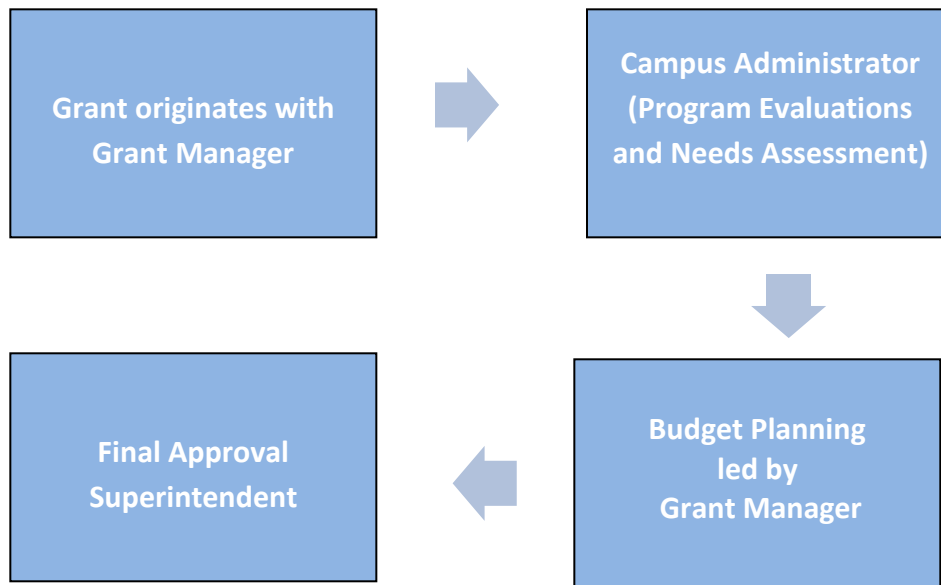 Grant originates with
Grant Manager
Campus Administrator
(Program Evaluations
and Needs Assessment)
Budget Planning
led by
Grant Manager
Final Approval
Superintendent